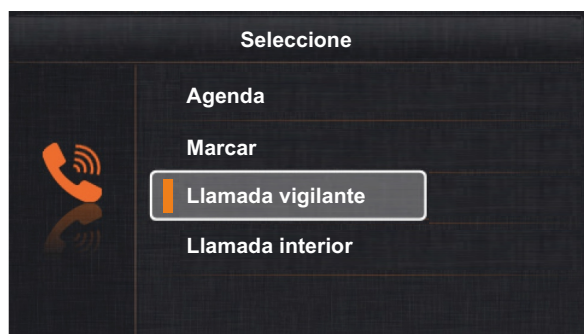 Seleccione
Agenda
Marcar
Llamada vigilante
Llamada interior